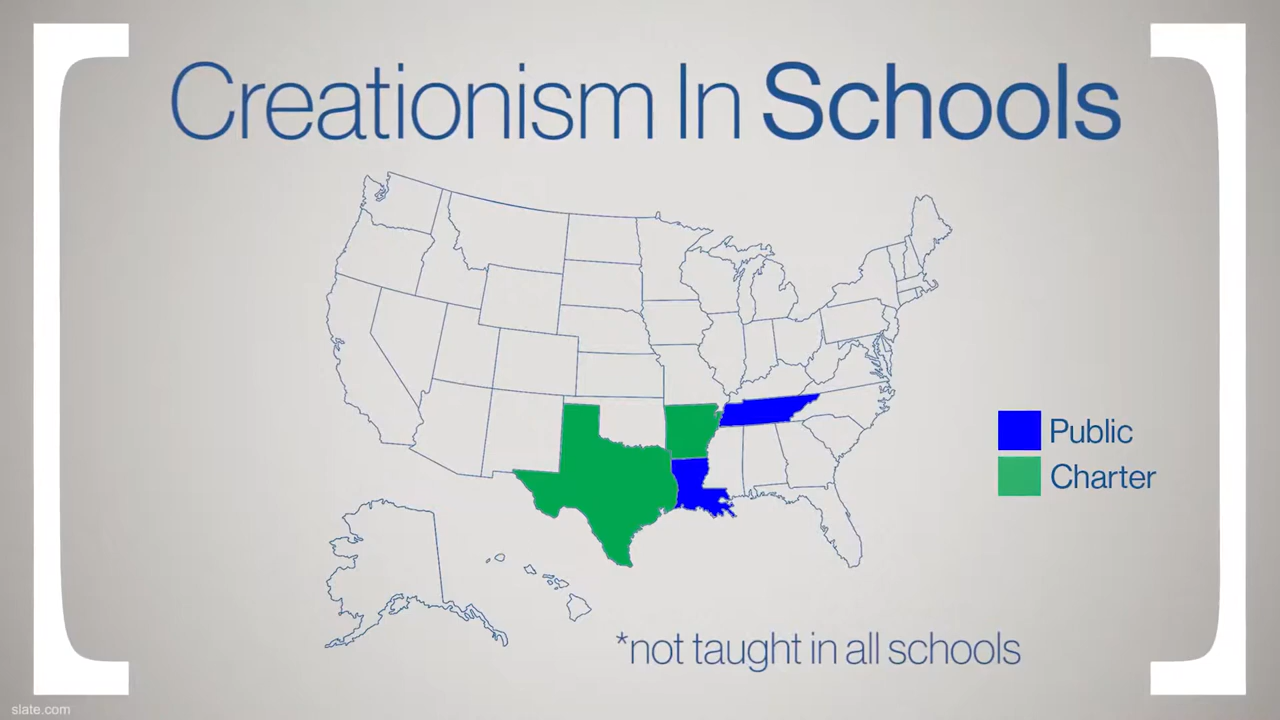 Creationism In Schools
Public
Charter
*not taught in all schools
slate.com